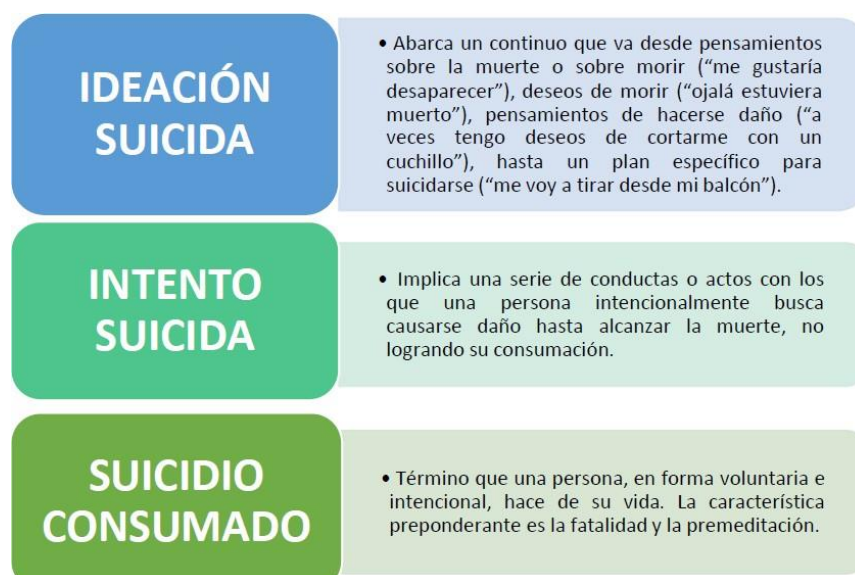 IDEACIÓN
SUICIDA
• Abarca un continuo que va desde pensamientos
sobre la muerte o sobre morir (“me gustaría
desaparecer”), deseos de morir (“ojalá estuviera
muerto”), pensamientos de hacerse daño (“a
veces tengo deseos de cortarme con un
cuchillo”), hasta un plan específico para
suicidarse (“me voy a tirar desde mi balcón”).
INTENTO
SUICIDA
• Implica una serie de conductas o actos con los
que una persona intencionalmente busca
causarse daño hasta alcanzar la muerte, no
logrando su consumación.
SUICIDIO
CONSUMADO
• Término que una persona, en forma voluntaria e
intencional, hace de su vida. La característica
preponderante es la fatalidad y la premeditación.